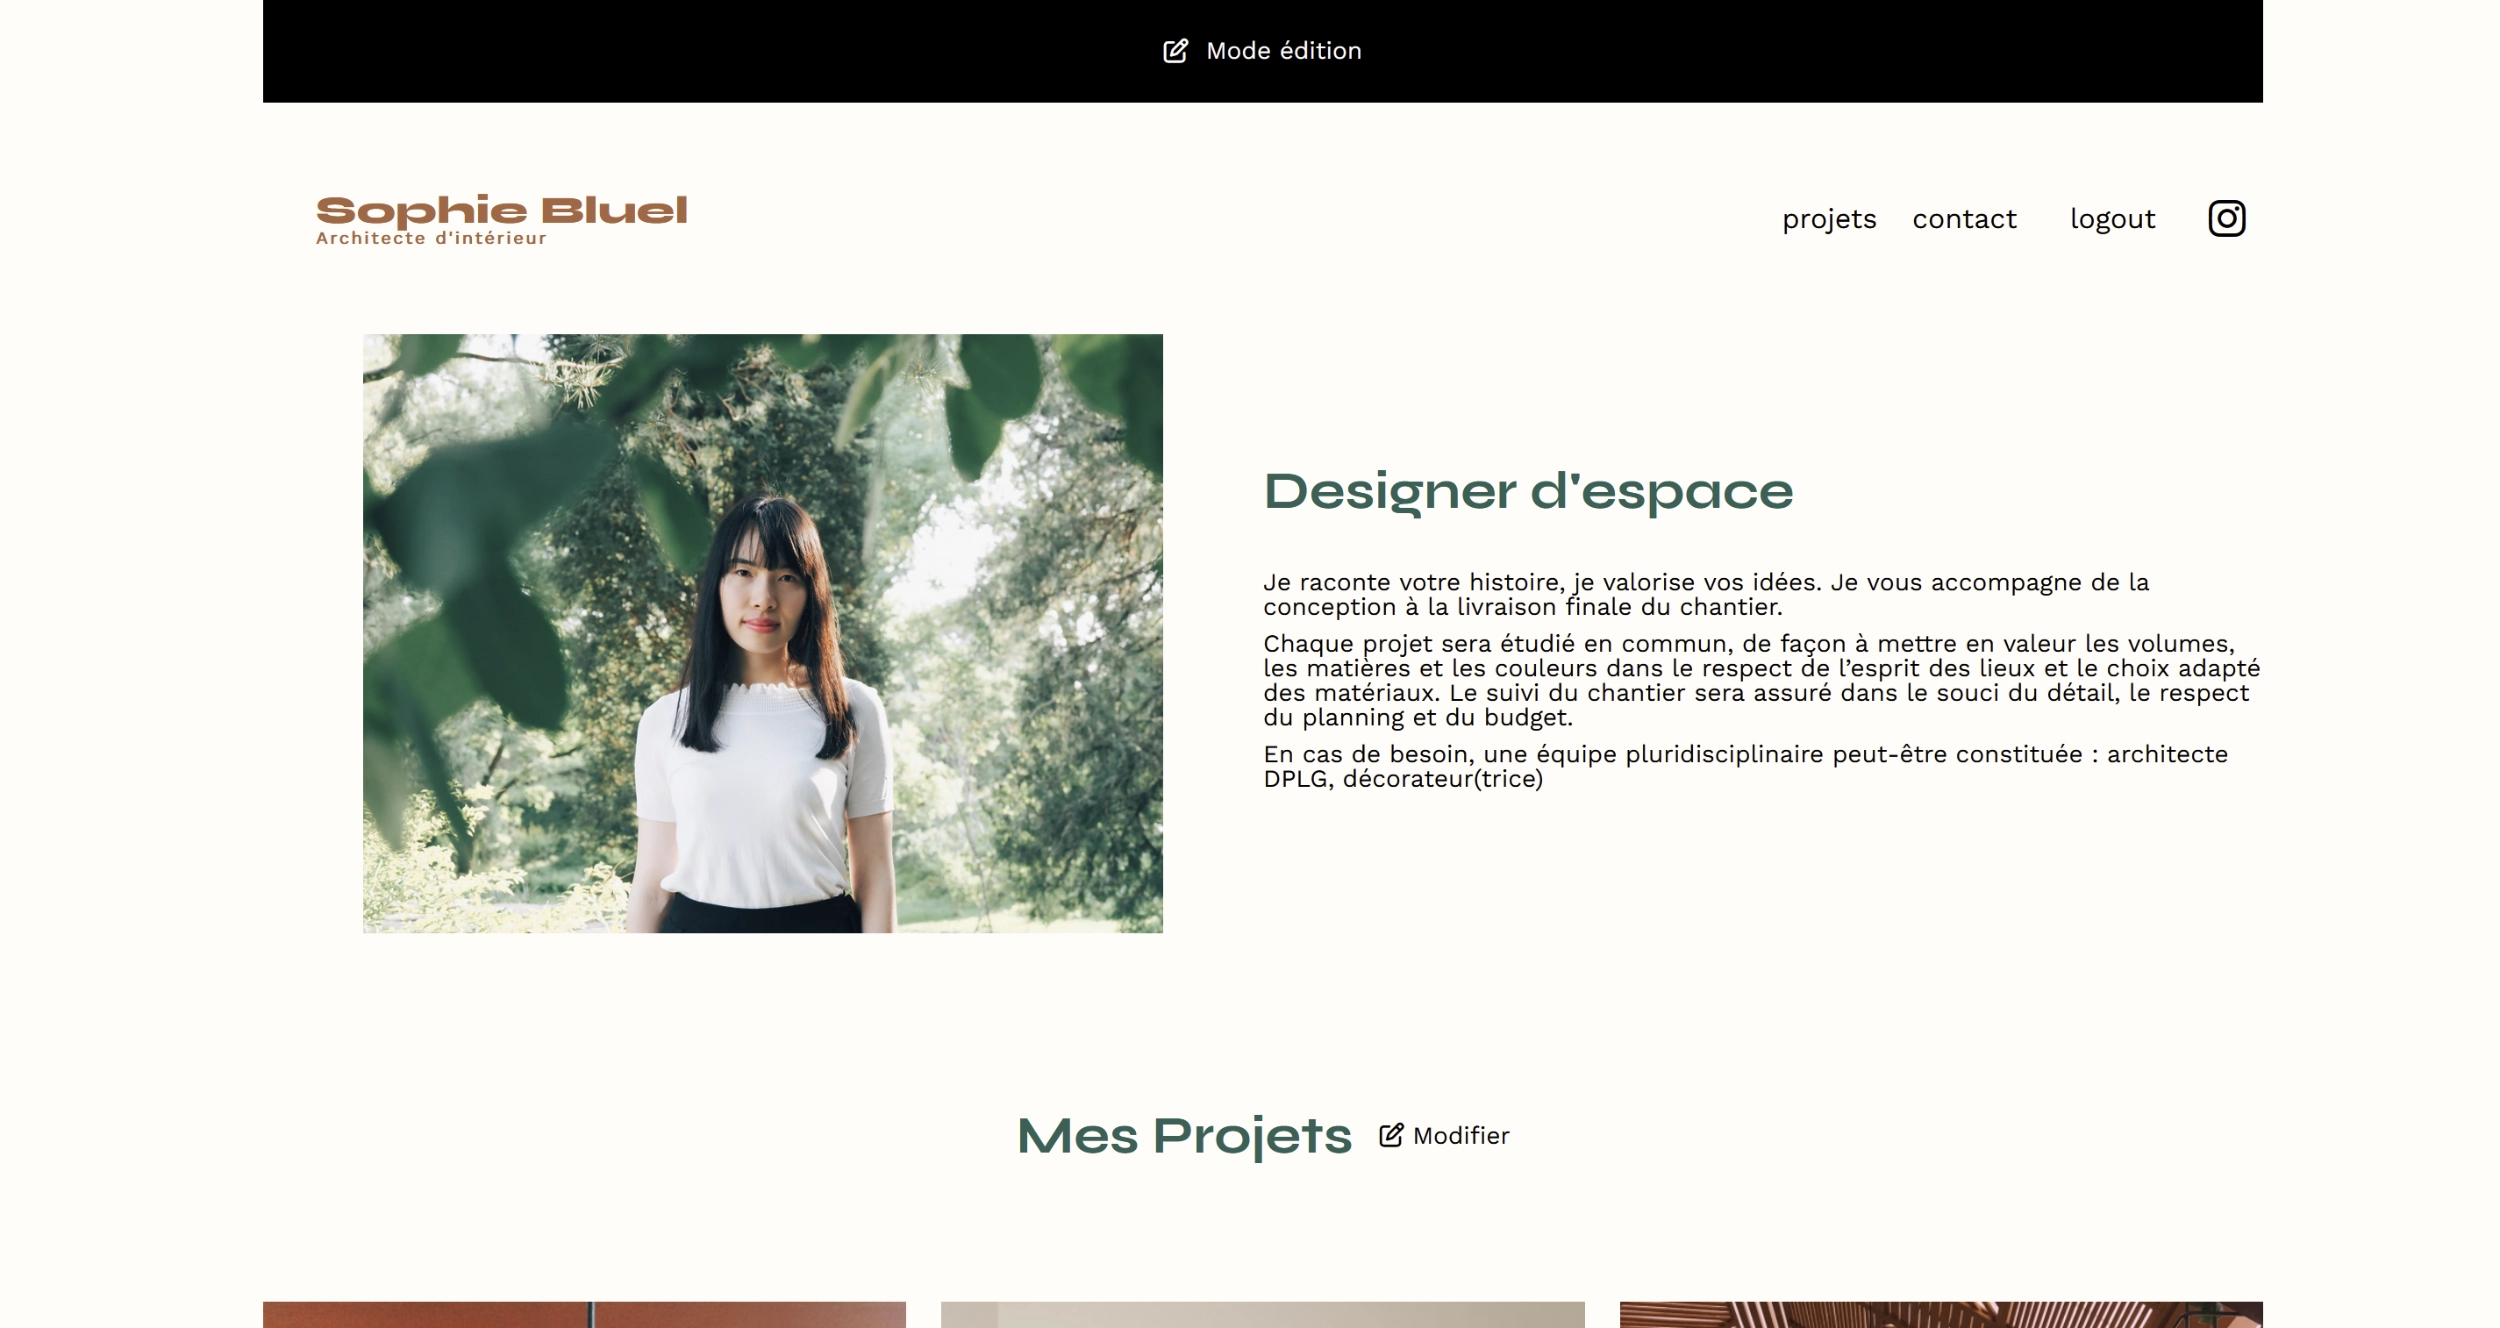 Mode édition
Sophie Bluel
Architecte d'intérieur
projets contact logout
Designer d'espace
Je raconte votre histoire, je valorise vos idées. Je vous accompagne de la
conception à la livraison finale du chantier.
Chaque projet sera étudié en commun, de façon à mettre en valeur les volumes,
les matières et les couleurs dans le respect de l’esprit des lieux et le choix adapté
des matériaux. Le suivi du chantier sera assuré dans le souci du détail, le respect
du planning et du budget.
En cas de besoin, une équipe pluridisciplinaire peut-être constituée : architecte
DPLG, décorateur(trice)
Mes Projets Modifier